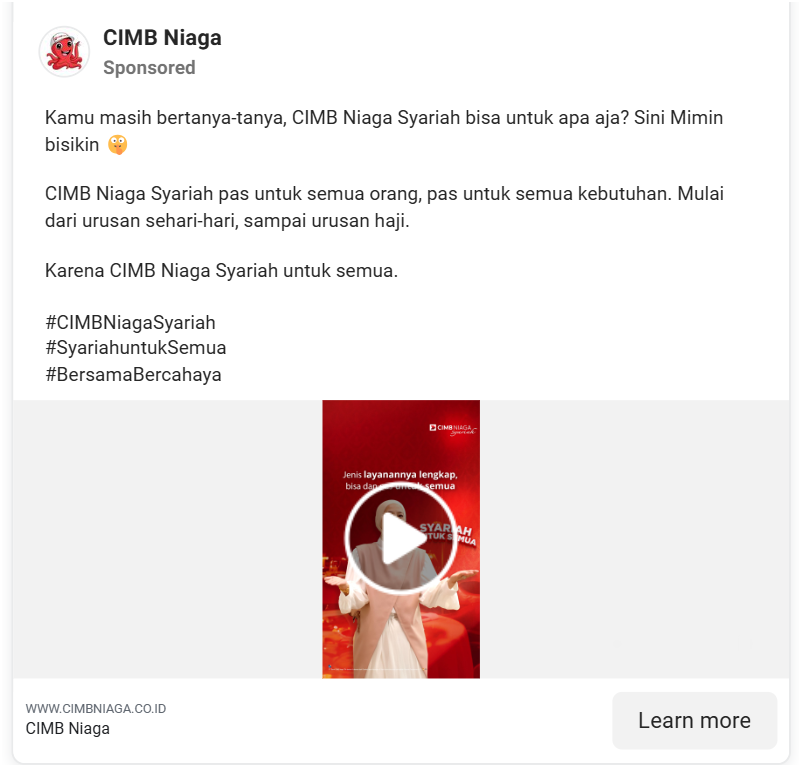 CIMB Niaga
Sponsored
Kamu masih bertanya-tanya, CIMB Niaga Syariah bisa untuk apa aja? Sini Mimin
bisikin 🤫
CIMB Niaga Syariah pas untuk semua orang, pas untuk semua kebutuhan. Mulai
dari urusan sehari-hari, sampai urusan haji.
Karena CIMB Niaga Syariah untuk semua.
#CIMBNiagaSyariah
#SyariahuntukSemua
#BersamaBercahaya
CIMBNIAGA
syariah
Jenis layanannya lengkap,
bisa dan untuk semua
SYARIAH
UNTUK SEMUA
WWW.CIMBNIAGA.CO.ID
CIMB Niaga
Learn more